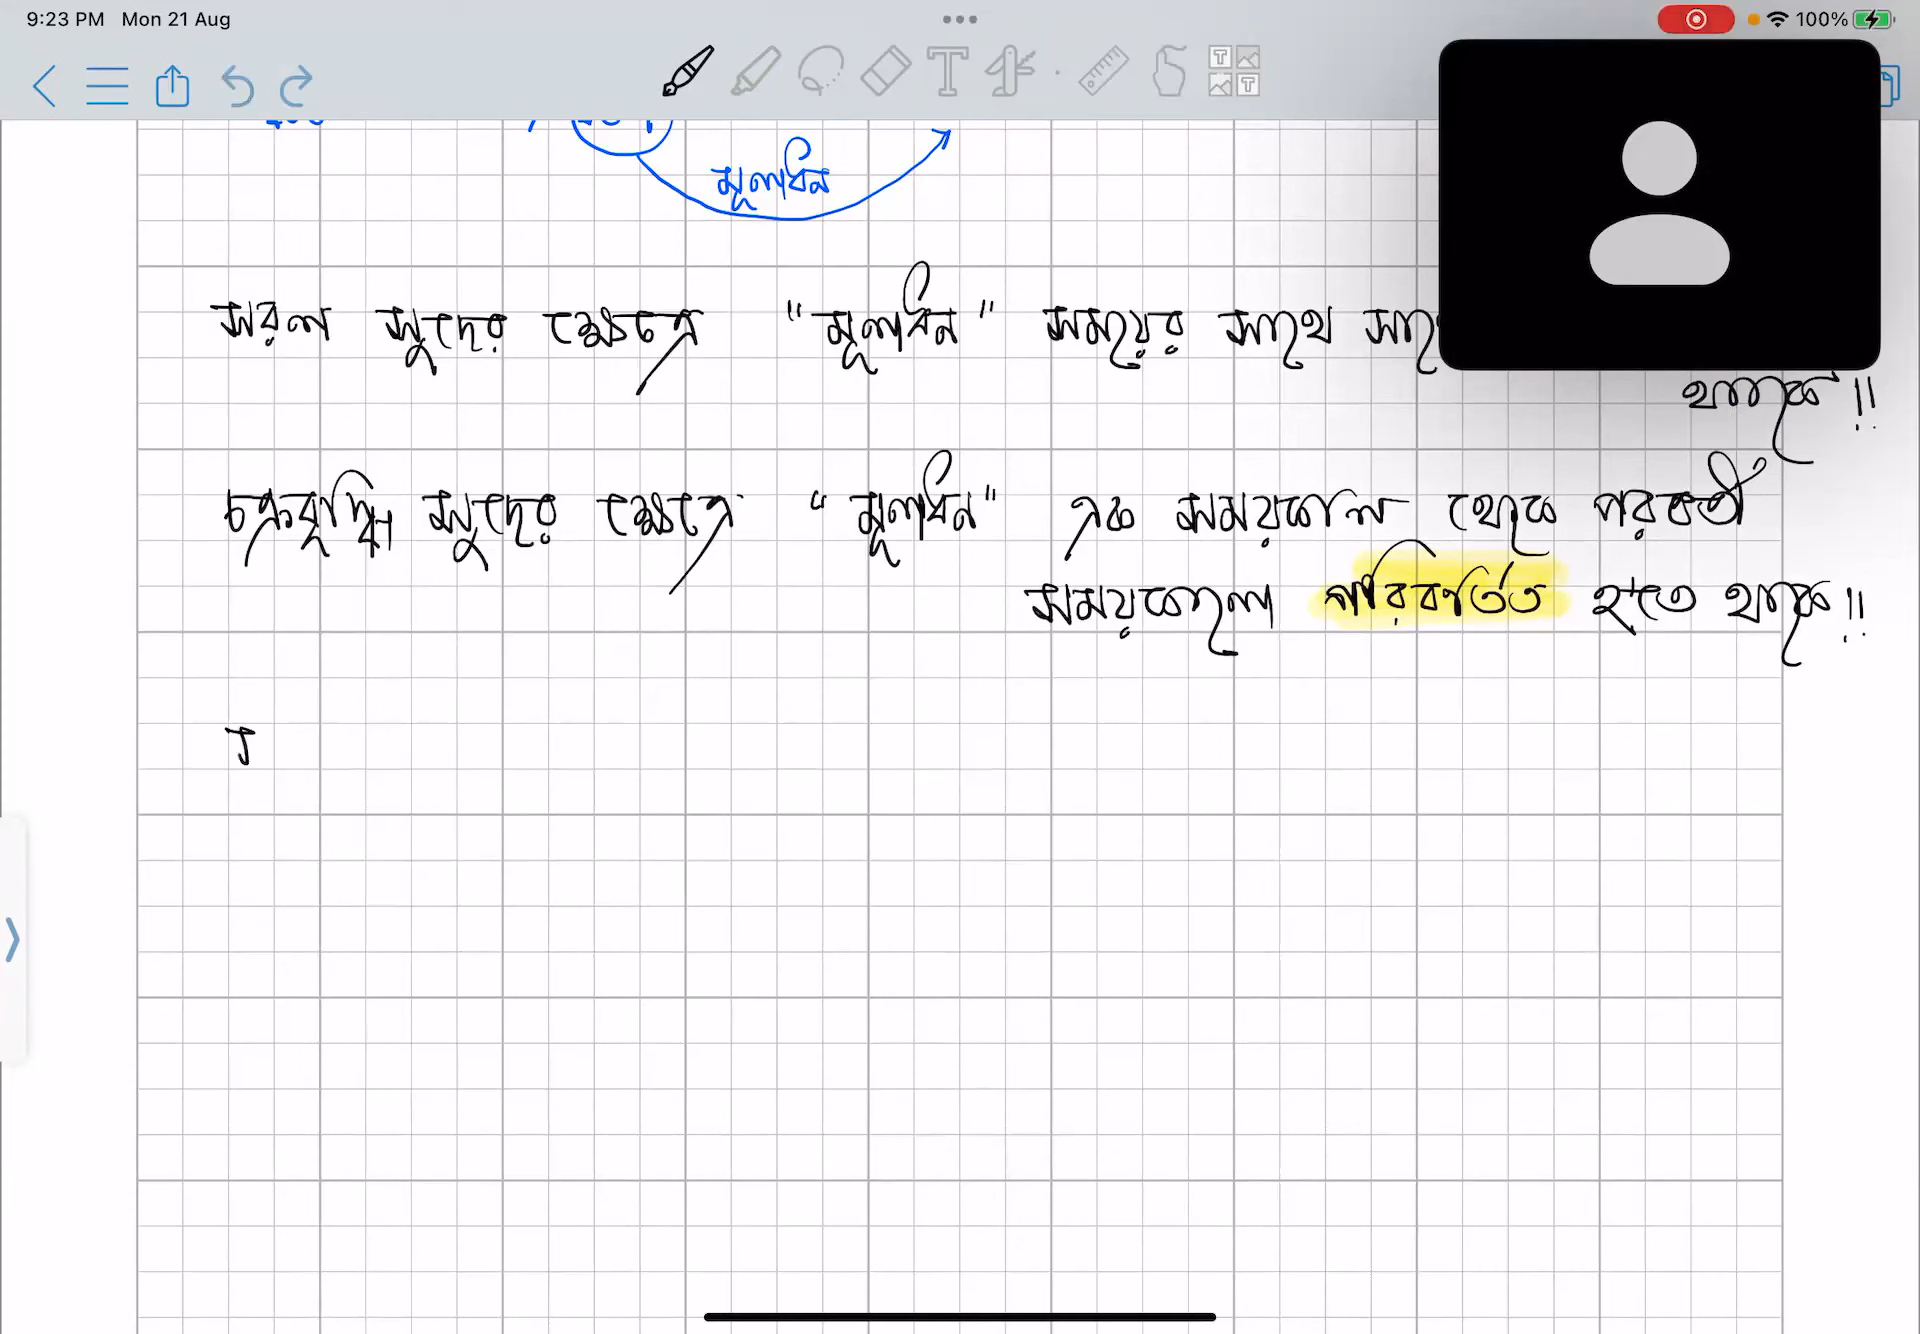 9:23 PM Mon 21 Aug
100%
মূলধন
সরল সুদের ক্ষেত্রে "মূলধন" সময়ের সাথে
থাকে !!
চক্রবৃদ্ধি সুদের ক্ষেত্রে "মূলধন" এক সময়কাল থেকে পরবর্তী
সময়কালে পরিবর্তিত হতে থাকে !!